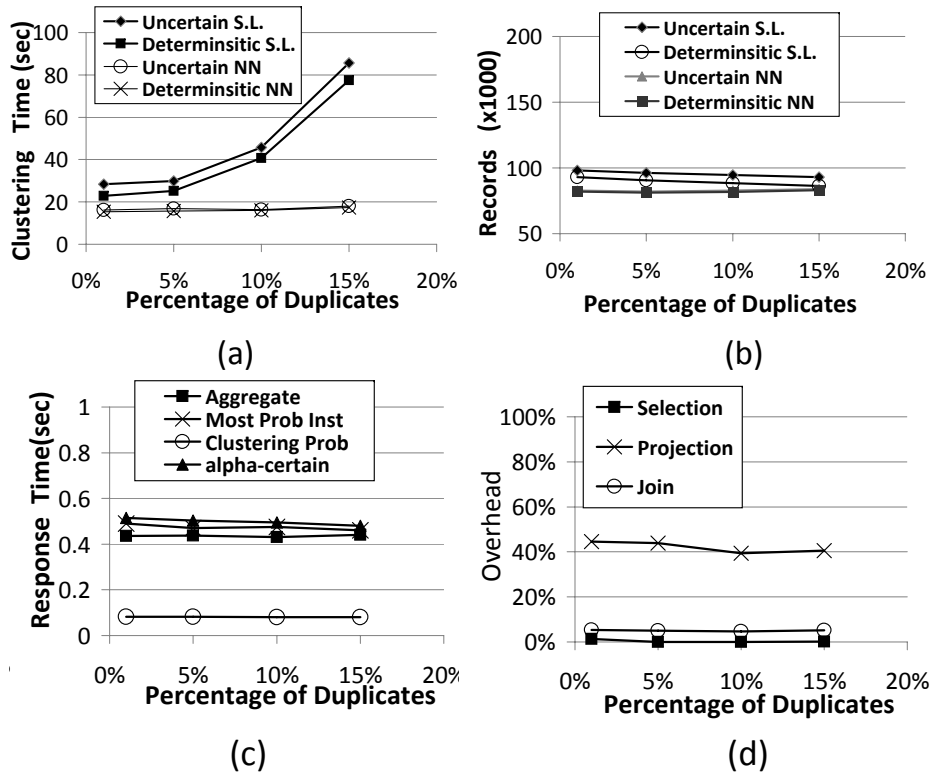 Uncertain S.L.
Determinsitic S.L.
Uncertain NN
Determinsitic NN
Clustering Time (sec)
100
80
60
40
20
0
0% 5% 10% 15% 20%
Percentage of Duplicates
(a)
Uncertain S.L.
Determinsitic S.L.
Uncertain NN
Determinsitic NN
Records (x1000)
200
150
100
50
0% 5% 10% 15% 20%
Percentage of Duplicates
(b)
Aggregate
Most Prob Inst
Clustering Prob
alpha-certain
Response Time(sec)
1
0.8
0.6
0.4
0.2
0
0% 5% 10% 15% 20%
Percentage of Duplicates
(c)
Selection
Projection
Join
Overhead
100%
80%
60%
40%
20%
0%
0% 5% 10% 15% 20%
Percentage of Duplicates
(d)